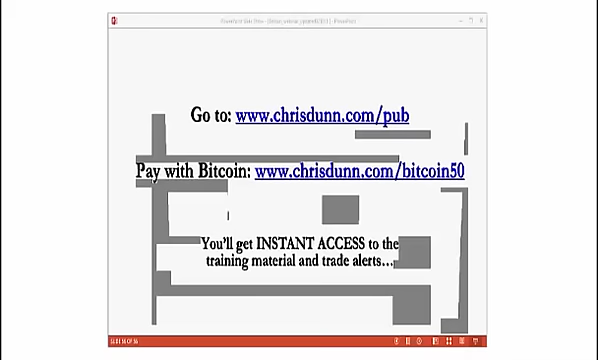 Go to: www.chrisdunn.com/pub
Pay with Bitcoin: www.chrisdunn.com/bitcoin50
You'll get INSTANT ACCESS to the
training material and trade alerts...